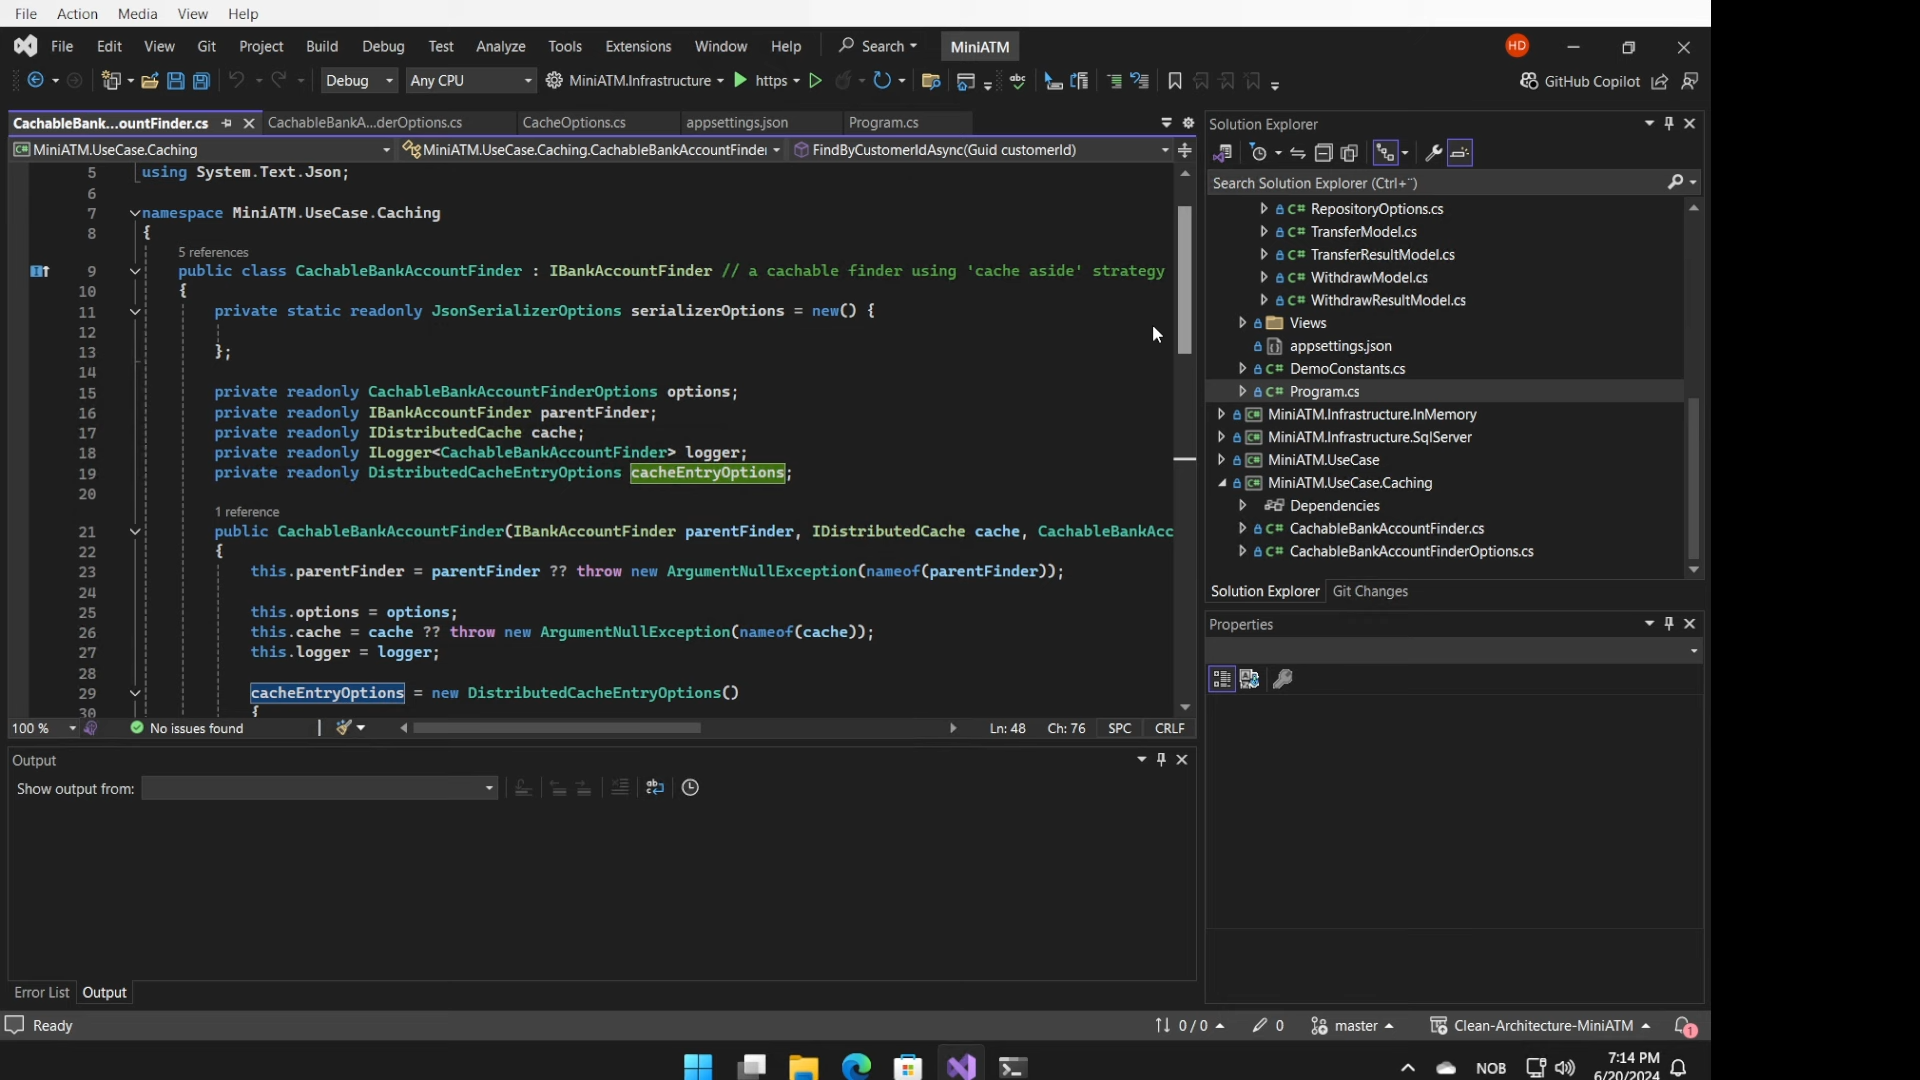 File Action Media View Help
File Edit View Git Project Build Debug Test Analyze Tools Extensions Window Help Search MiniATM HD
Debug Any CPU MiniATM.Infrastructure https GitHub Copilot
CachableBank...ountFinder.cs CachableBankA...derOptions.cs CacheOptions.cs appsettings.json Program.cs
MiniATM.UseCase.Caching MiniATM.UseCase.Caching.CachableBankAccountFinder FindByCustomerIdAsync(Guid customerId)
5 using System.Text.Json;
6
7 namespace MiniATM.UseCase.Caching
8 {
5 references
9 public class CachableBankAccountFinder : IBankAccountFinder // a cachable finder using 'cache aside' strategy
10 {
11 private static readonly JsonSerializerOptions serializerOptions = new() {
12
13 };
14
15 private readonly CachableBankAccountFinderOptions options;
16 private readonly IBankAccountFinder parentFinder;
17 private readonly IDistributedCache cache;
18 private readonly ILogger<CachableBankAccountFinder> logger;
19 private readonly DistributedCacheEntryOptions cacheEntryOptions;
20
1 reference
21 public CachableBankAccountFinder(IBankAccountFinder parentFinder, IDistributedCache cache, CachableBankAcc
22 {
23 this.parentFinder = parentFinder ?? throw new ArgumentNullException(nameof(parentFinder));
24
25 this.options = options;
26 this.cache = cache ?? throw new ArgumentNullException(nameof(cache));
27 this.logger = logger;
28
29 cacheEntryOptions = new DistributedCacheEntryOptions()
30 {
100 % No issues found Ln: 48 Ch: 76 SPC CRLF
Output
Show output from:
Error List Output
Solution Explorer
Search Solution Explorer (Ctrl+¨)
C# RepositoryOptions.cs
C# TransferModel.cs
C# TransferResultModel.cs
C# WithdrawModel.cs
C# WithdrawResultModel.cs
Views
appsettings.json
C# DemoConstants.cs
C# Program.cs
MiniATM.Infrastructure.InMemory
MiniATM.Infrastructure.SqlServer
MiniATM.UseCase
MiniATM.UseCase.Caching
Dependencies
C# CachableBankAccountFinder.cs
C# CachableBankAccountFinderOptions.cs
Solution Explorer Git Changes
Properties
Ready 0 / 0 0 master Clean-Architecture-MiniATM 1
NOB 7:14 PM
6/20/2024